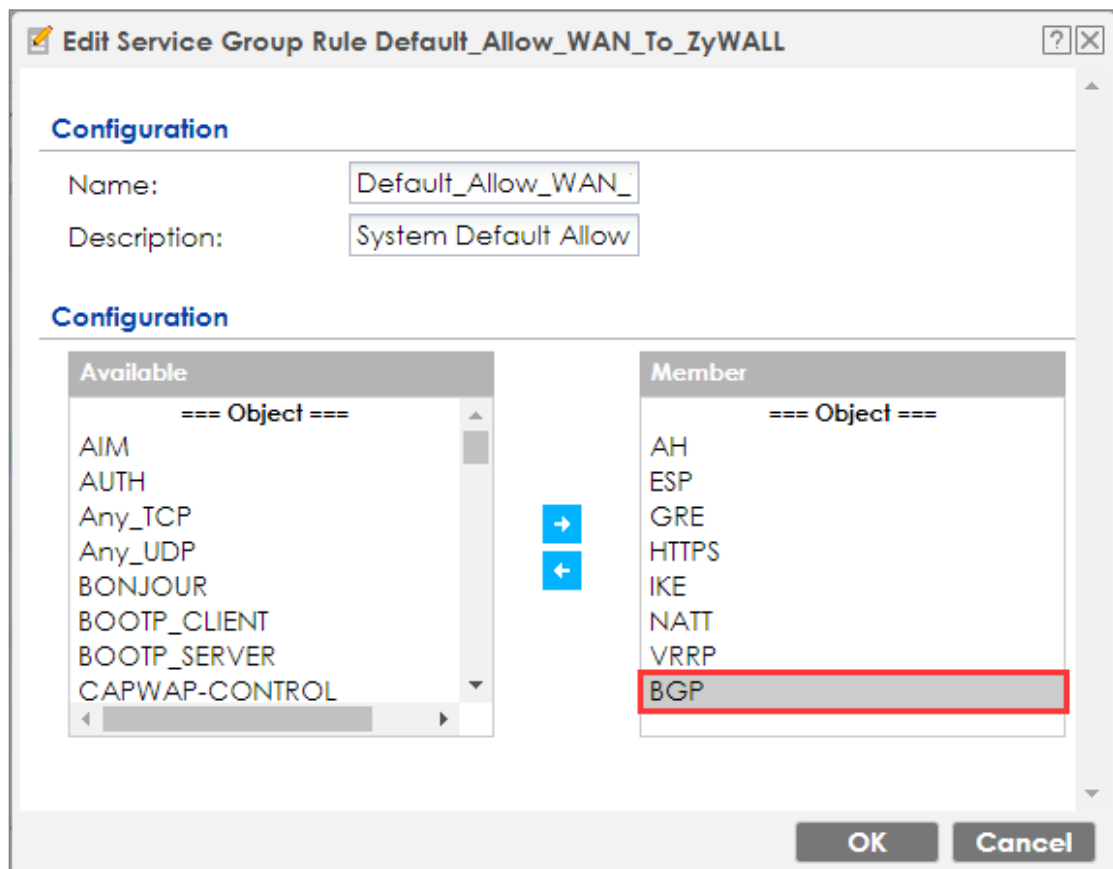 Edit Service Group Rule Default_Allow_WAN_To_ZyWALL
Configuration
Name:
Default_Allow_WAN_
Description:
System Default Allow
Configuration
Available
=== Object ===
AIM
AUTH
Any_TCP
Any_UDP
BONJOUR
BOOTP_CLIENT
BOOTP_SERVER
CAPWAP-CONTROL
Member
=== Object ===
AH
ESP
GRE
HTTPS
IKE
NATT
VRRP
BGP
OK
Cancel